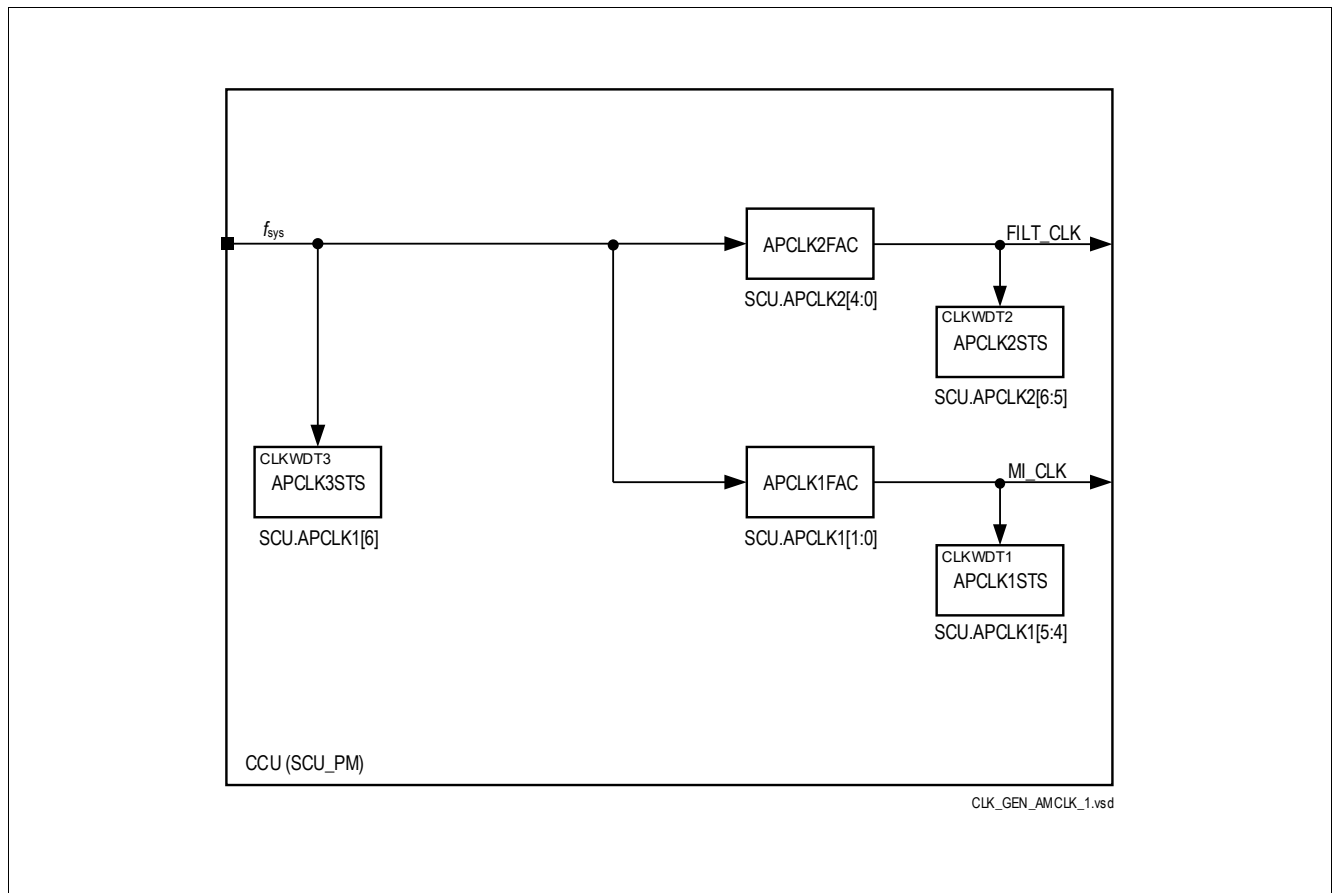 fsys
APCLK2FAC
FILT_CLK
SCU.APCLK2[4:0]
CLKWDT2
APCLK2STS
SCU.APCLK2[6:5]
CLKWDT3
APCLK3STS
SCU.APCLK1[6]
APCLK1FAC
MI_CLK
SCU.APCLK1[1:0]
CLKWDT1
APCLK1STS
SCU.APCLK1[5:4]
CCU (SCU_PM)
CLK_GEN_AMCLK_1.vsd